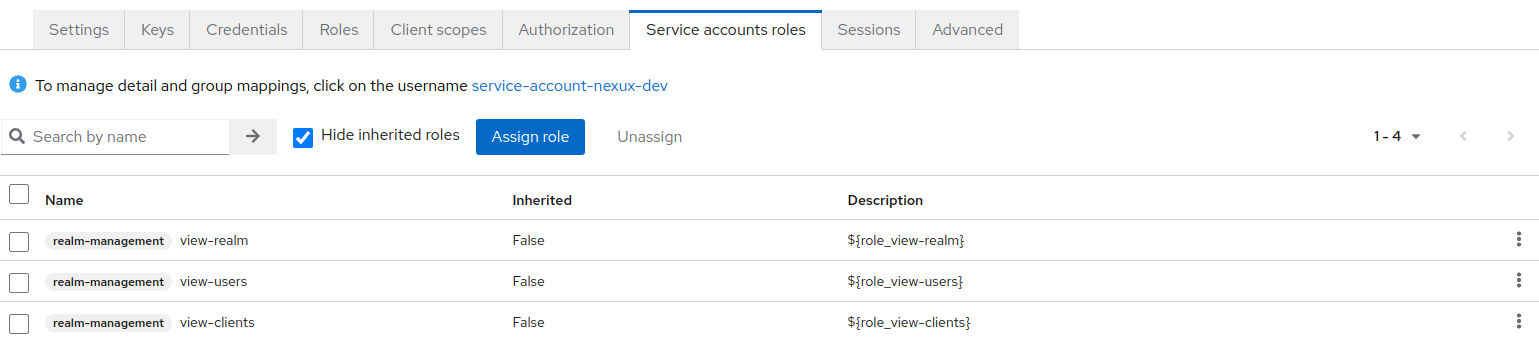 Settings Keys Credentials Roles Client scopes Authorization Service accounts roles Sessions Advanced
To manage detail and group mappings, click on the username service-account-nexux-dev
Search by name Hide inherited roles Assign role Unassign 1 - 4
Name Inherited Description
realm-management view-realm False ${role_view-realm}
realm-management view-users False ${role_view-users}
realm-management view-clients False ${role_view-clients}